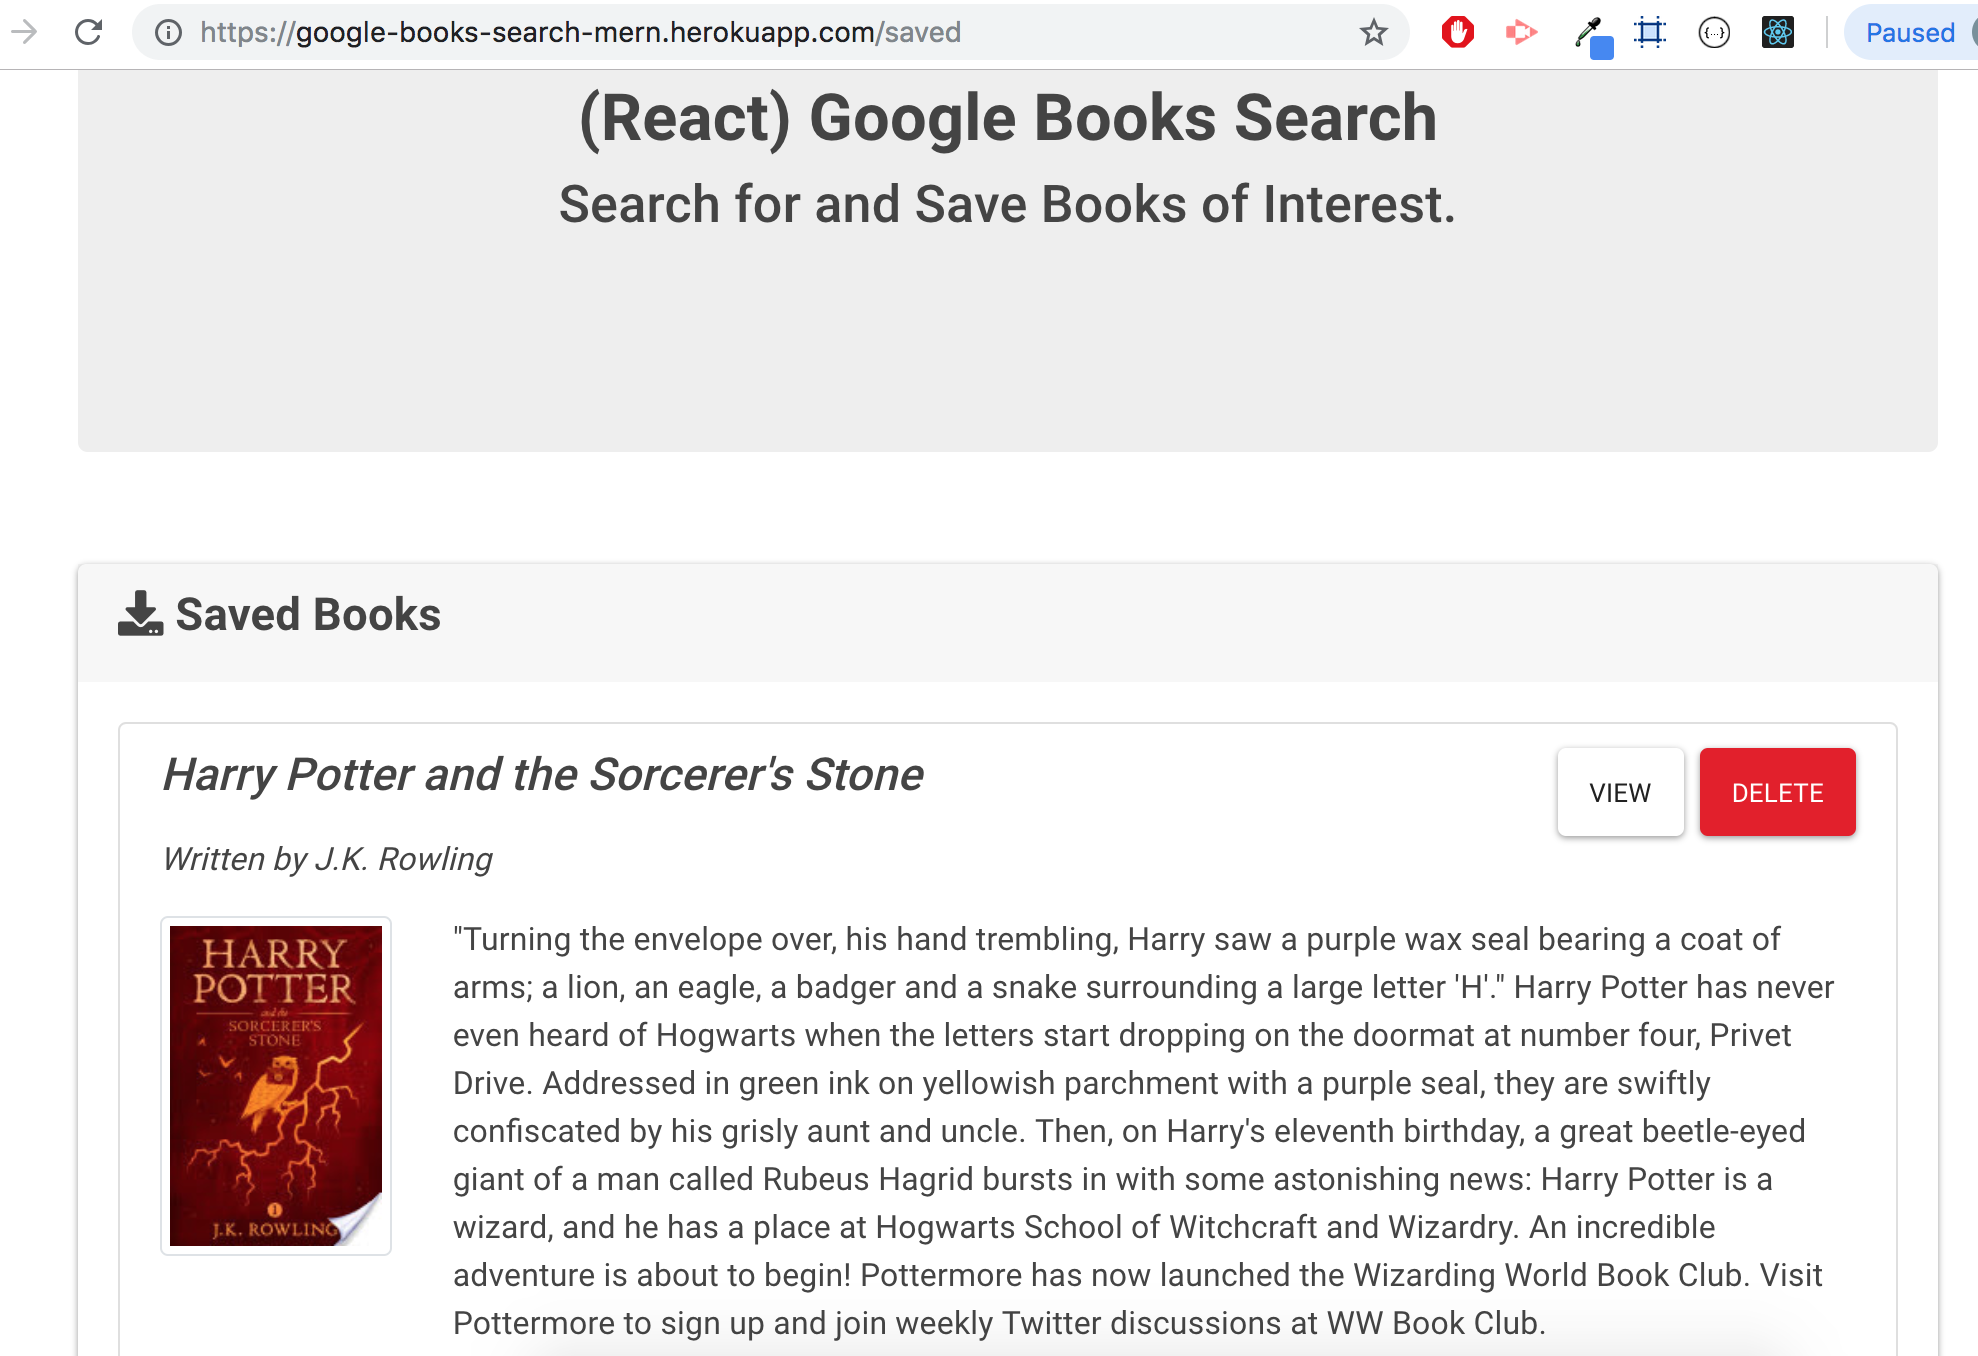 https://google-books-search-mern.herokuapp.com/saved
Paused
(React) Google Books Search
Search for and Save Books of Interest.
Saved Books
Harry Potter and the Sorcerer's Stone
VIEW
DELETE
Written by J.K. Rowling
HARRY
POTTER
and the
SORCERER'S
STONE
1
J.K. ROWLING
"Turning the envelope over, his hand trembling, Harry saw a purple wax seal bearing a coat of
arms; a lion, an eagle, a badger and a snake surrounding a large letter 'H'." Harry Potter has never
even heard of Hogwarts when the letters start dropping on the doormat at number four, Privet
Drive. Addressed in green ink on yellowish parchment with a purple seal, they are swiftly
confiscated by his grisly aunt and uncle. Then, on Harry's eleventh birthday, a great beetle-eyed
giant of a man called Rubeus Hagrid bursts in with some astonishing news: Harry Potter is a
wizard, and he has a place at Hogwarts School of Witchcraft and Wizardry. An incredible
adventure is about to begin! Pottermore has now launched the Wizarding World Book Club. Visit
Pottermore to sign up and join weekly Twitter discussions at WW Book Club.